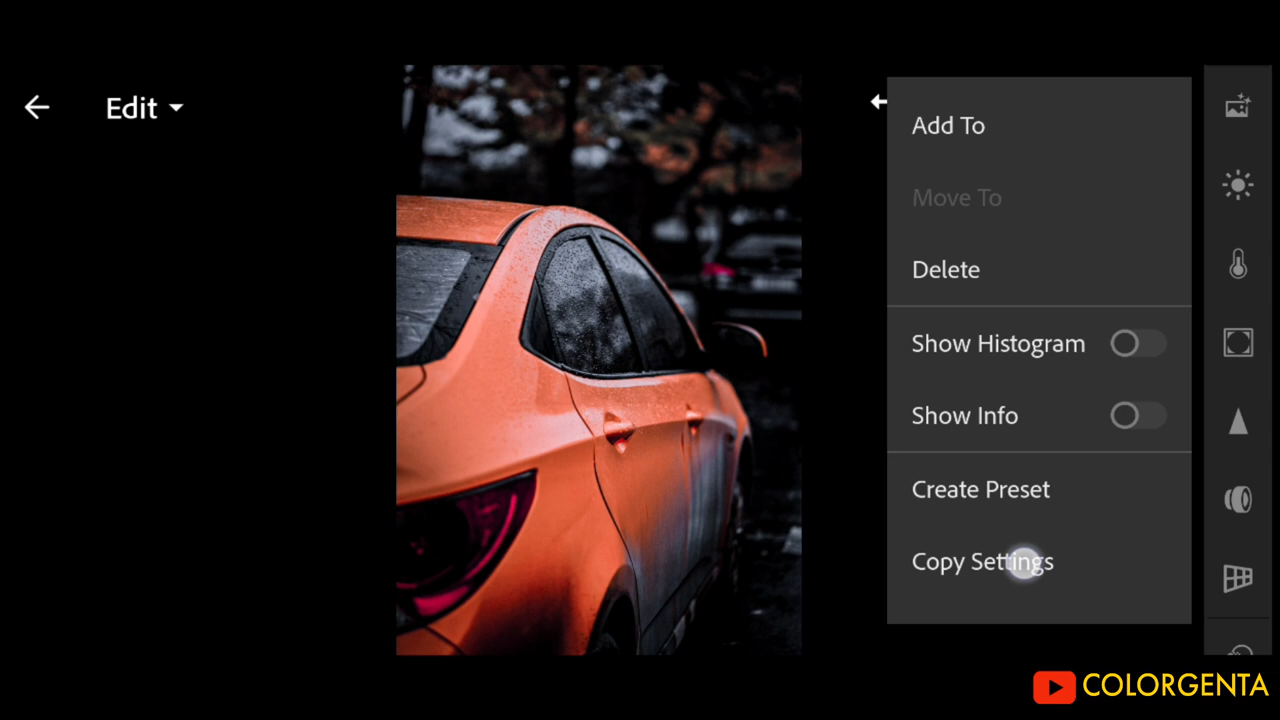 Edit
Add To
Move To
Delete
Show Histogram
Show Info
Create Preset
Copy Settings
COLORGENTA